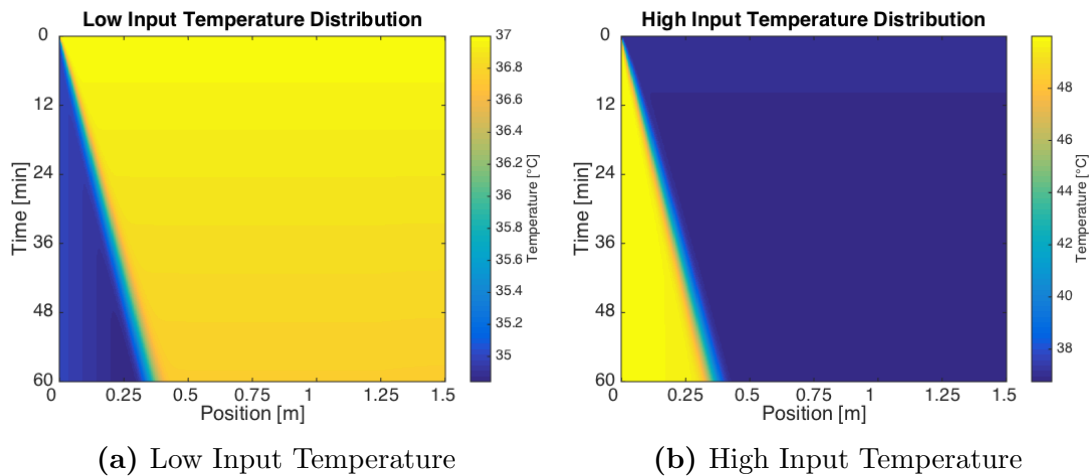 Low Input Temperature Distribution
0
12
24
36
48
60
Time [min]
0 0.25 0.5 0.75 1 1.25 1.5
Position [m]
37
36.8
36.6
36.4
36.2
36
35.8
35.6
35.4
35.2
35
Temperature [°C]
(a) Low Input Temperature
High Input Temperature Distribution
0
12
24
36
48
60
Time [min]
0 0.25 0.5 0.75 1 1.25 1.5
Position [m]
48
46
44
42
40
38
Temperature [°C]
(b) High Input Temperature